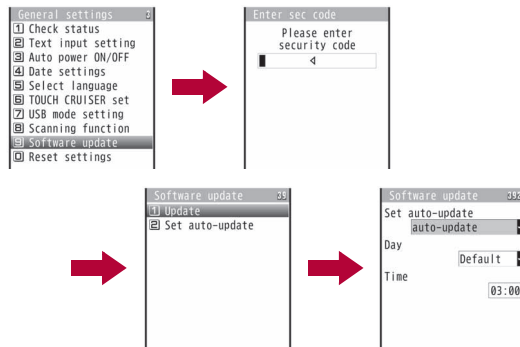 General settings
1 Check status
2 Text input setting
3 Auto power ON/OFF
4 Date settings
5 Select language
6 TOUCH CRUISER set
7 USB mode setting
8 Scanning function
9 Software update
0 Reset settings
Enter sec code
Please enter
security code
Software update 39
1 Update
2 Set auto-update
Software update 392
Set auto-update
auto-update
Day
Default
Time
03:00